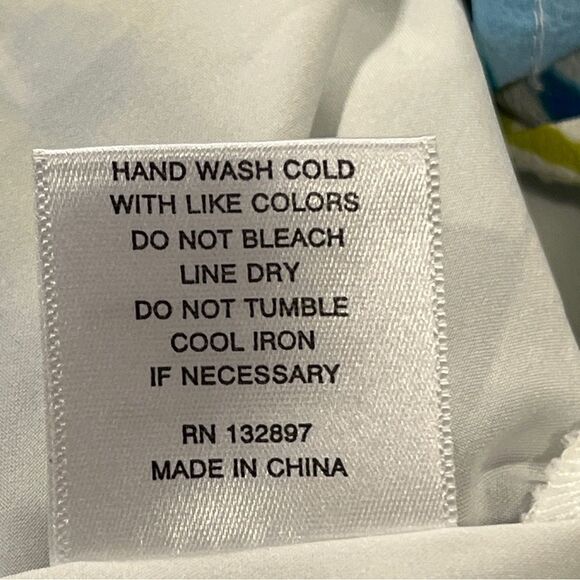 HAND WASH COLD
WITH LIKE COLORS
DO NOT BLEACH
LINE DRY
DO NOT TUMBLE
COOL IRON
IF NECESSARY
RN 132897
MADE IN CHINA